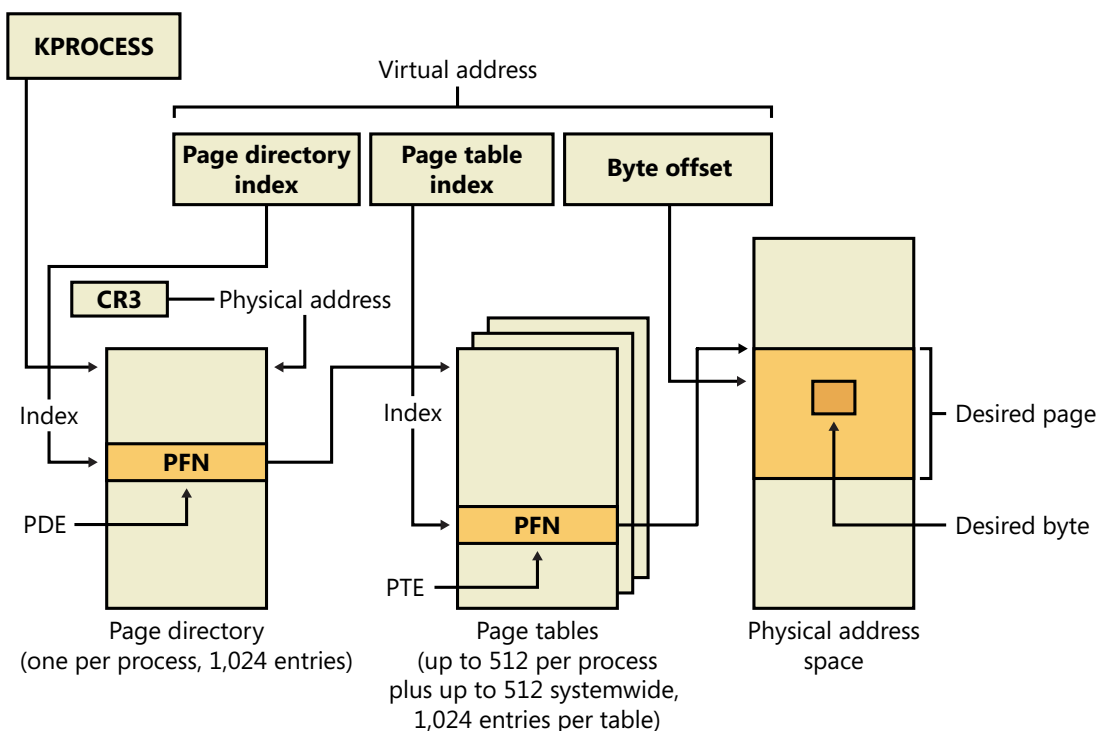 KPROCESS
Virtual address
Page directory
index
Page table
index
Byte offset
CR3
Physical address
Index
Index
PFN
PFN
PDE
PTE
Desired page
Desired byte
Page directory
(one per process, 1,024 entries)
Page tables
(up to 512 per process
plus up to 512 systemwide,
1,024 entries per table)
Physical address
space